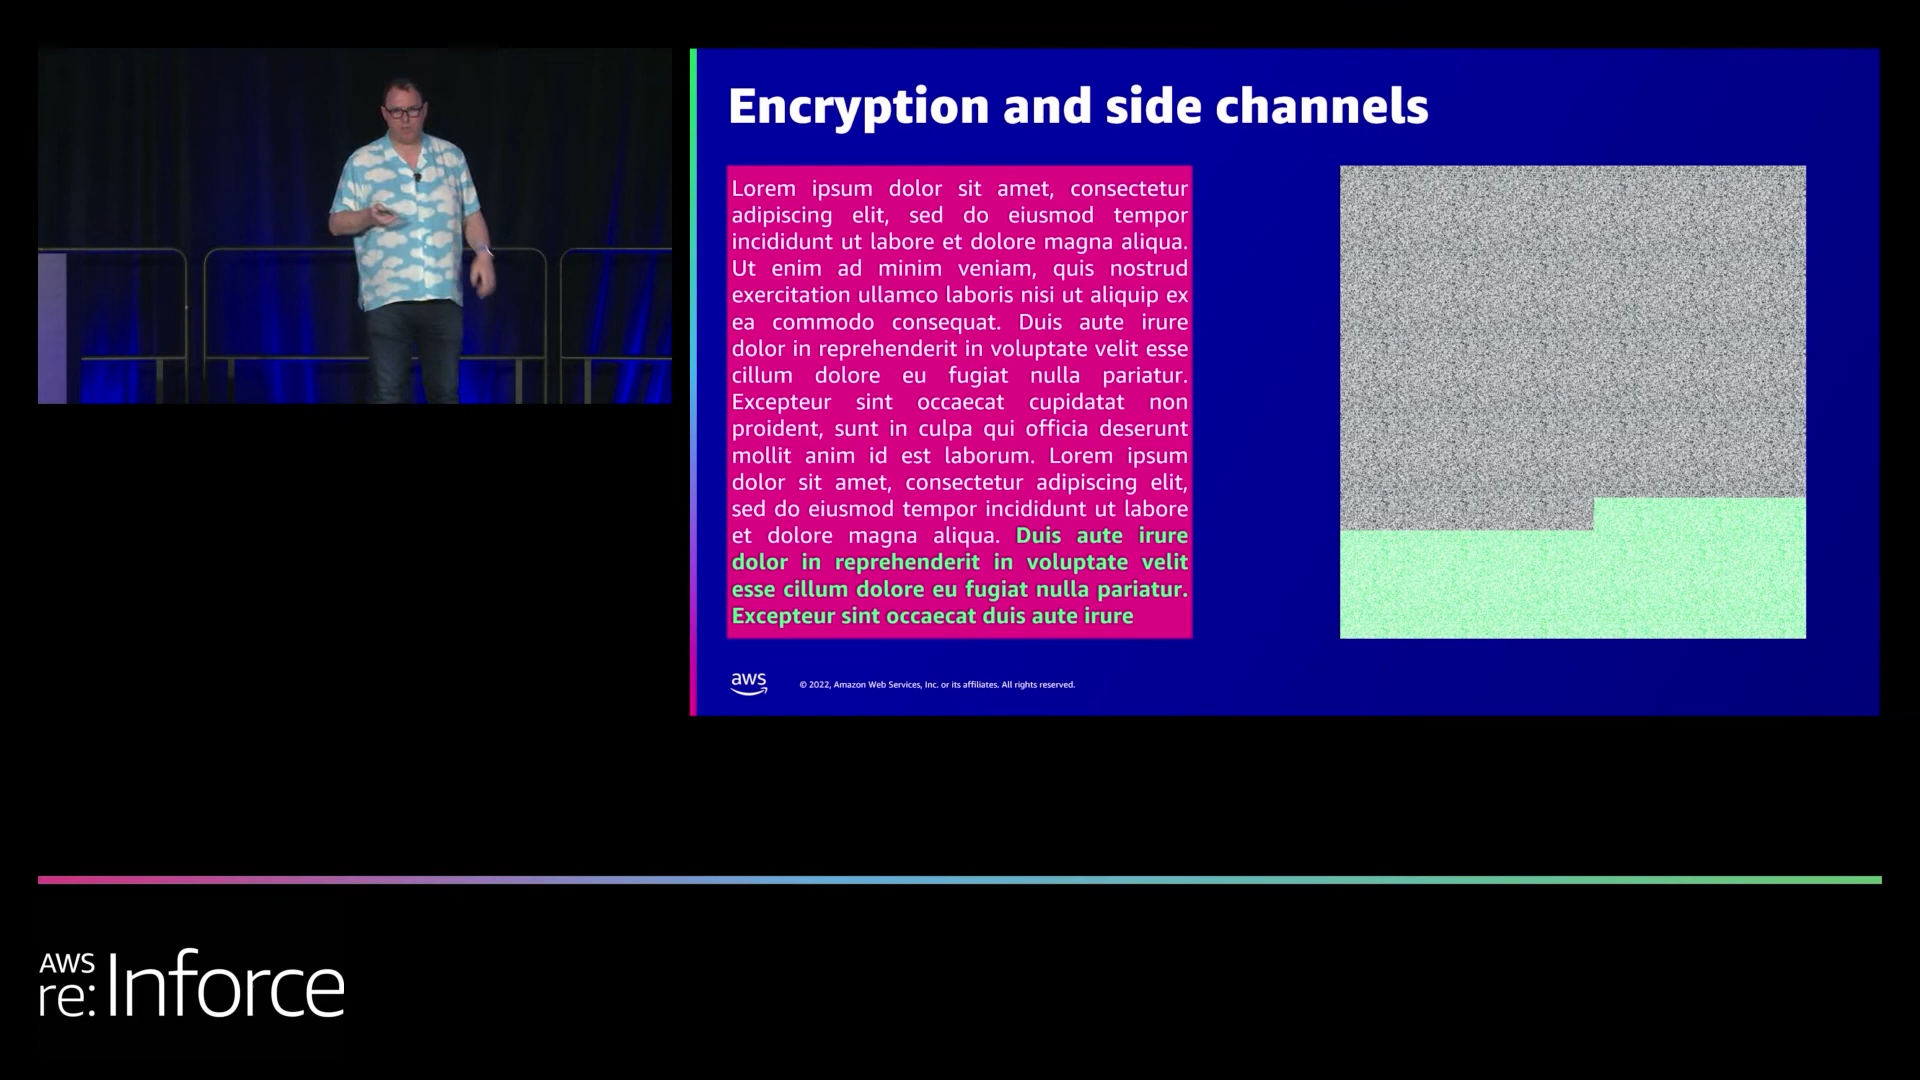 Encryption and side channels
Lorem ipsum dolor sit amet, consectetur
adipiscing elit, sed do eiusmod tempor
incididunt ut labore et dolore magna aliqua.
Ut enim ad minim veniam, quis nostrud
exercitation ullamco laboris nisi ut aliquip ex
ea commodo consequat. Duis aute irure
dolor in reprehenderit in voluptate velit esse
cillum dolore eu fugiat nulla pariatur.
Excepteur sint occaecat cupidatat non
proident, sunt in culpa qui officia deserunt
mollit anim id est laborum. Lorem ipsum
dolor sit amet, consectetur adipiscing elit,
sed do eiusmod tempor incididunt ut labore
et dolore magna aliqua. Duis aute irure
dolor in reprehenderit in voluptate velit
esse cillum dolore eu fugiat nulla pariatur.
Excepteur sint occaecat duis aute irure
aws
© 2022, Amazon Web Services, Inc. or its affiliates. All rights reserved.
AWS
re:Inforce